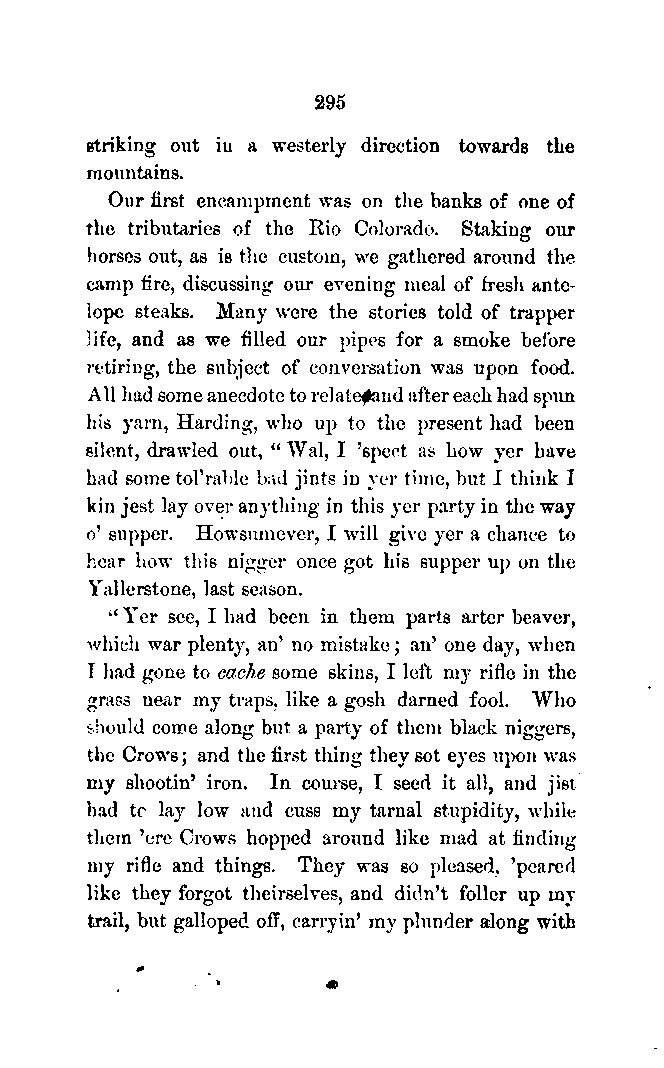 295
striking out in a westerly direction towards the
mountains.
Our first encampment was on the banks of one of
the tributaries of the Rio Colorado. Staking our
horses out, as is the custom, we gathered around the
camp fire, discussing our evening meal of fresh ante-
lope steaks. Many were the stories told of trapper
life, and as we filled our pipes for a smoke before
retiring, the subject of conversation was upon food.
All had some anecdote to relate and after each had spun
his yarn, Harding, who up to the present had been
silent, drawled out, “ Wal, I ’spect as how yer have
had some tol’rable bad jints in yer time, but I think I
kin jest lay over anything in this yer party in the way
o’ supper. Howsumever, I will give yer a chance to
hear how this nigger once got his supper up on the
Yallerstone, last season.
“ Yer see, I had been in them parts arter beaver,
which war plenty, an’ no mistake ; an’ one day, when
I had gone to cache some skins, I left my rifle in the
grass near my traps, like a gosh darned fool. Who
should come along but a party of them black niggers,
the Crows ; and the first thing they sot eyes upon was
my shootin’ iron. In course, I seed it all, and jist
had to lay low and cuss my tarnal stupidity, while
them ’ere Crows hopped around like mad at finding
my rifle and things. They was so pleased, ’peared
like they forgot theirselves, and didn’t foller up my
trail, but galloped off, carryin’ my plunder along with